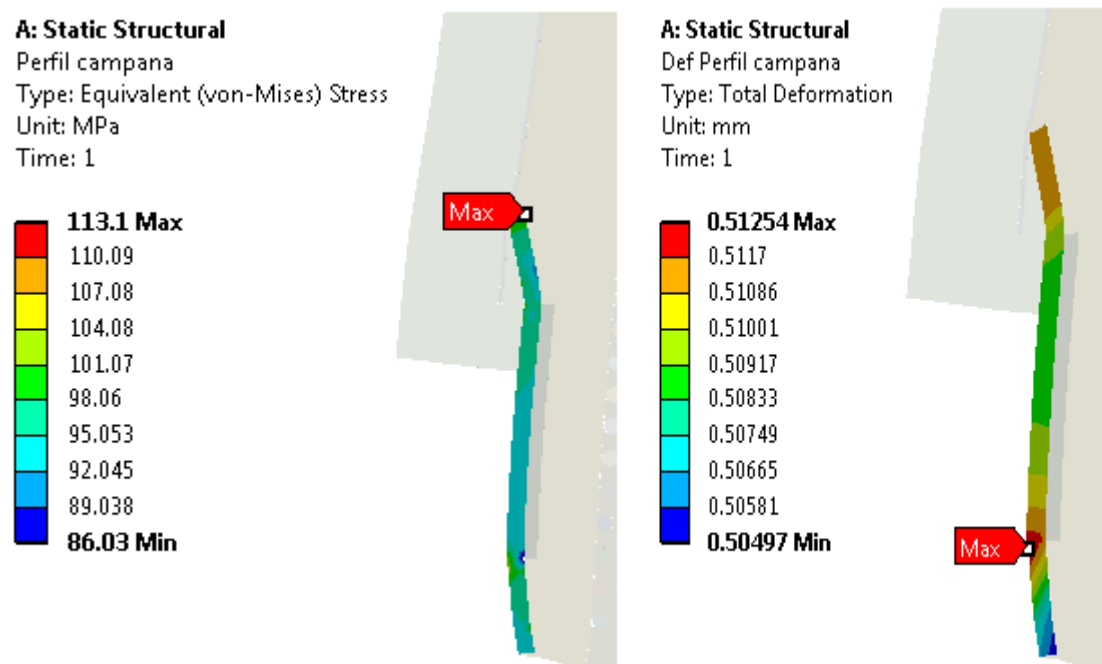 A: Static Structural
Perfil campana
Type: Equivalent (von-Mises) Stress
Unit: MPa
Time: 1
113.1 Max
110.09
107.08
104.08
101.07
98.06
95.053
92.045
89.038
86.03 Min
Max
A: Static Structural
Def Perfil campana
Type: Total Deformation
Unit: mm
Time: 1
0.51254 Max
0.5117
0.51086
0.51001
0.50917
0.50833
0.50749
0.50665
0.50581
0.50497 Min
Max